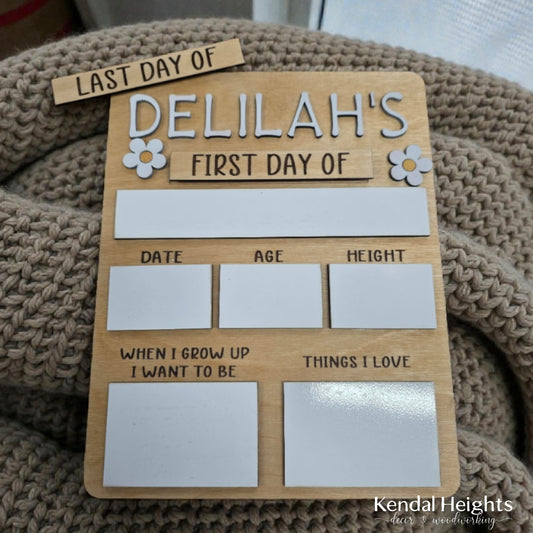 LAST DAY OF
DELILAH'S
FIRST DAY OF
DATE
AGE
HEIGHT
WHEN I GROW UP
I WANT TO BE
THINGS I LOVE
Kendal Heights
decor & woodworking